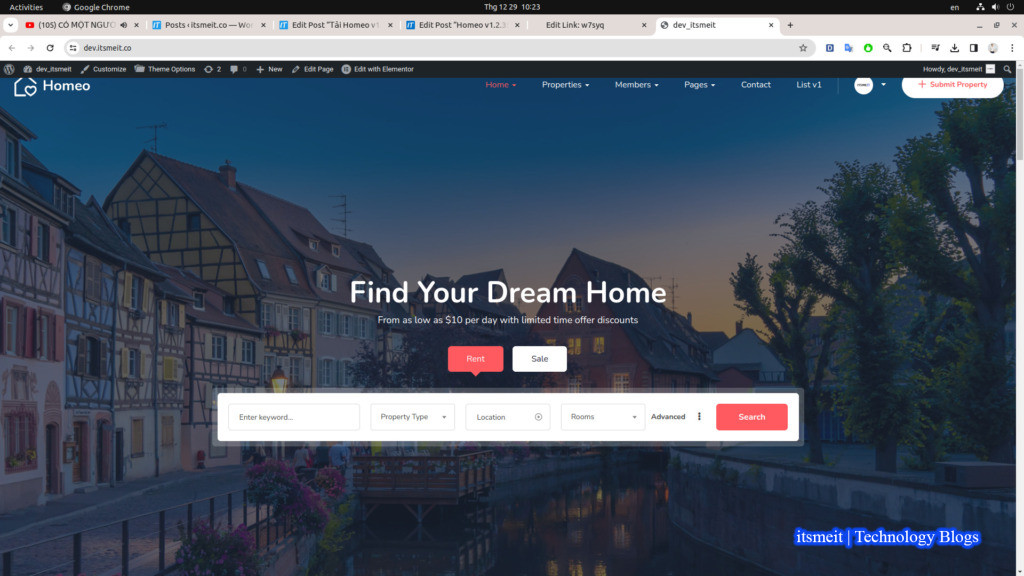 Activities
Google Chrome
Thg 12 29 10:23
en
(105) CÓ MỘT NGƯỜ
Posts ‹ itsmeit.co — Wor
Edit Post "Tải Homeo v1
Edit Post "Homeo v1.2.3
Edit Link: w7syq
dev_itsmeit
dev.itsmeit.co
dev_itsmeit
Customize
Theme Options
2
0
New
Edit Page
Edit with Elementor
Howdy, dev_itsmeit
Homeo
Home
Properties
Members
Pages
Contact
List v1
+ Submit Property
Find Your Dream Home
From as low as $10 per day with limited time offer discounts
Rent
Sale
Enter keyword...
Property Type
Location
Rooms
Advanced
Search
itsmeit | Technology Blogs